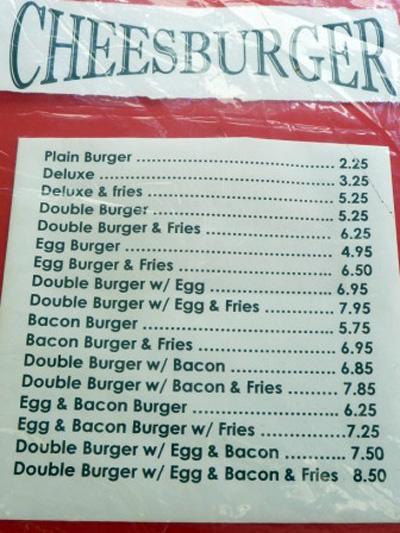 CHEESBURGER
Plain Burger ................................ 2.25
Deluxe ........................................ 3.25
Deluxe & fries ............................... 5.25
Double Burger ............................. 5.25
Double Burger & Fries ..................... 6.25
Egg Burger ................................... 4.95
Egg Burger & Fries ......................... 6.50
Double Burger w/ Egg .................... 6.95
Double Burger w/ Egg & Fries ............ 7.95
Bacon Burger ................................ 5.75
Bacon Burger & Fries ...................... 6.95
Double Burger w/ Bacon ................. 6.85
Double Burger w/ Bacon & Fries ........ 7.85
Egg & Bacon Burger ....................... 6.25
Egg & Bacon Burger w/ Fries .............. 7.25
Double Burger w/ Egg & Bacon ........... 7.50
Double Burger w/ Egg & Bacon & Fries 8.50